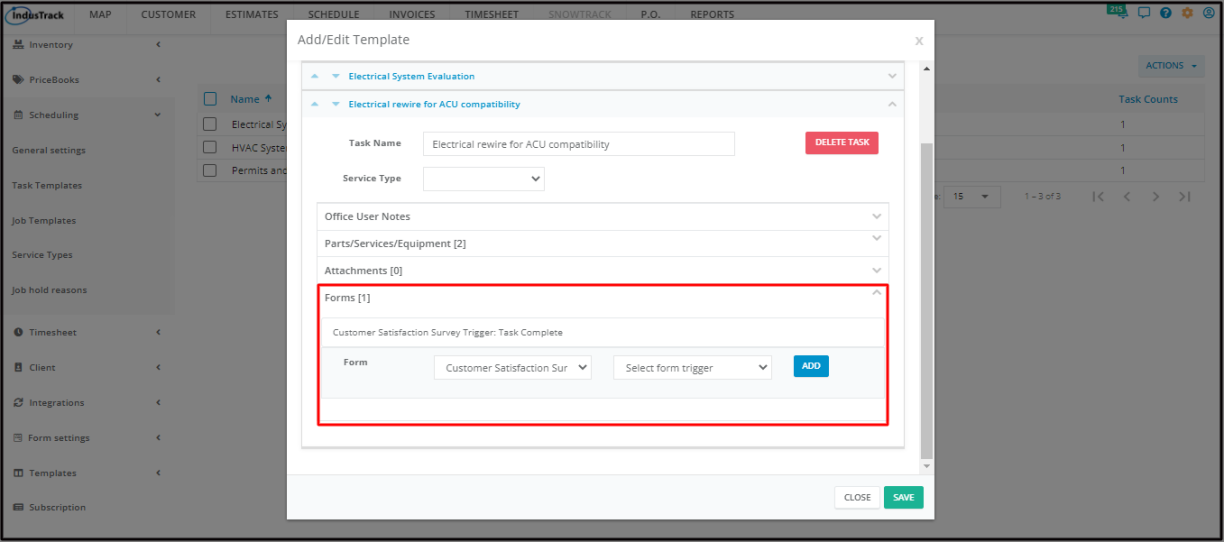 IndusTrack MAP CUSTOMER ESTIMATES SCHEDULE INVOICES TIMESHEET SNOWTRACK P.O. REPORTS 215
Inventory
PriceBooks
Scheduling
General settings
Task Templates
Job Templates
Service Types
Job hold reasons
Timesheet
Client
Integrations
Form settings
Templates
Subscription
ACTIONS
Name Task Counts
Electrical Sy 1
HVAC Syste 1
Permits and 1
15 1 – 3 of 3
Add/Edit Template x
Electrical System Evaluation
Electrical rewire for ACU compatibility
Task Name Electrical rewire for ACU compatibility DELETE TASK
Service Type
Office User Notes
Parts/Services/Equipment [2]
Attachments [0]
Forms [1]
Customer Satisfaction Survey Trigger: Task Complete
Form Customer Satisfaction Sur Select form trigger ADD
CLOSE SAVE